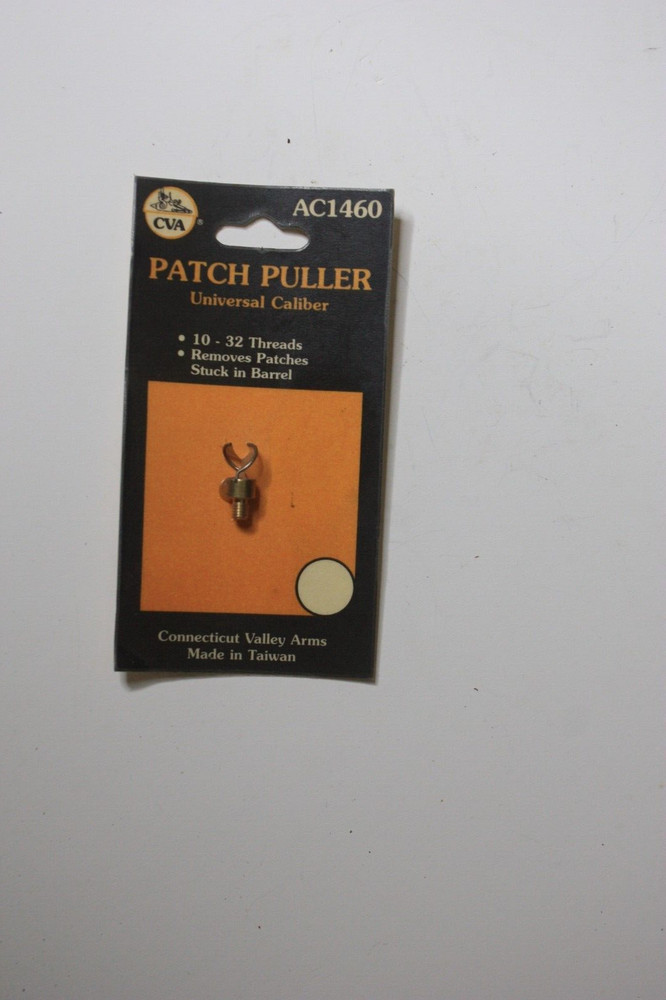 CVA
®
AC1460
PATCH PULLER
Universal Caliber
• 10 - 32 Threads
• Removes Patches
Stuck in Barrel
Connecticut Valley Arms
Made in Taiwan